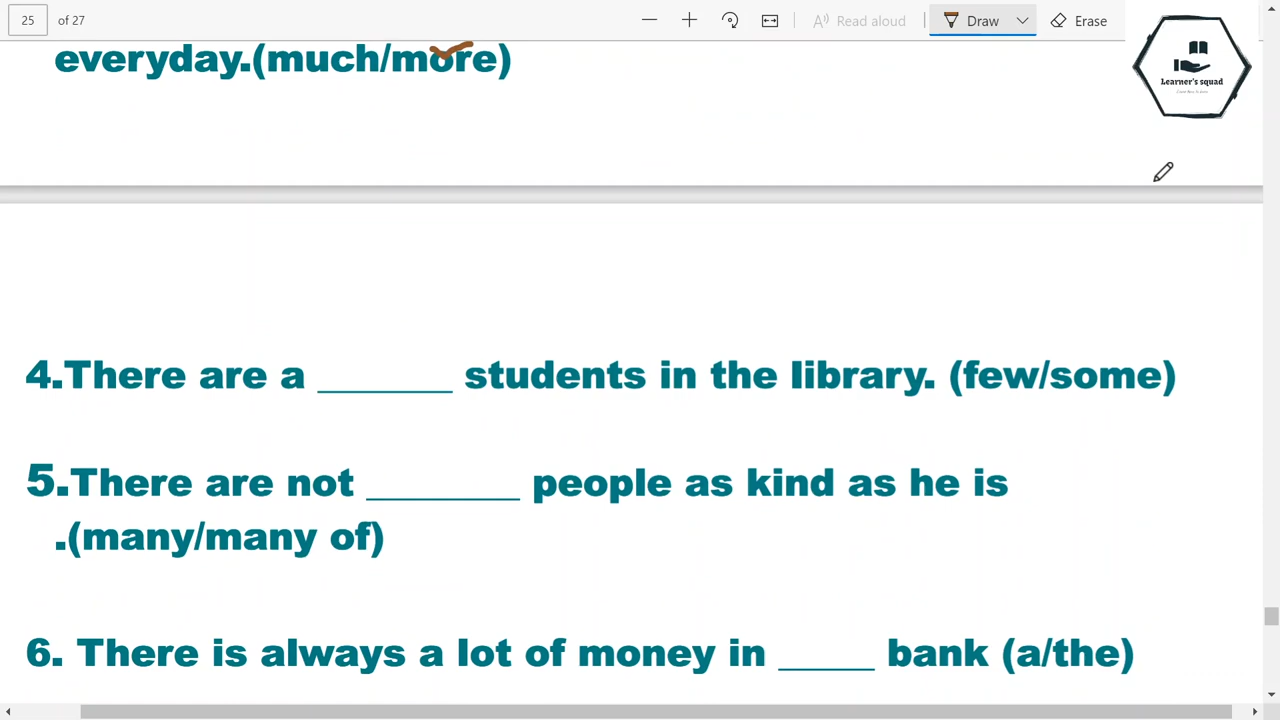 25 of 27 Read aloud Draw Erase
everyday.(much/more)
Learner's squad
4.There are a _______ students in the library. (few/some)
5.There are not ________ people as kind as he is
.(many/many of)
6. There is always a lot of money in _____ bank (a/the)